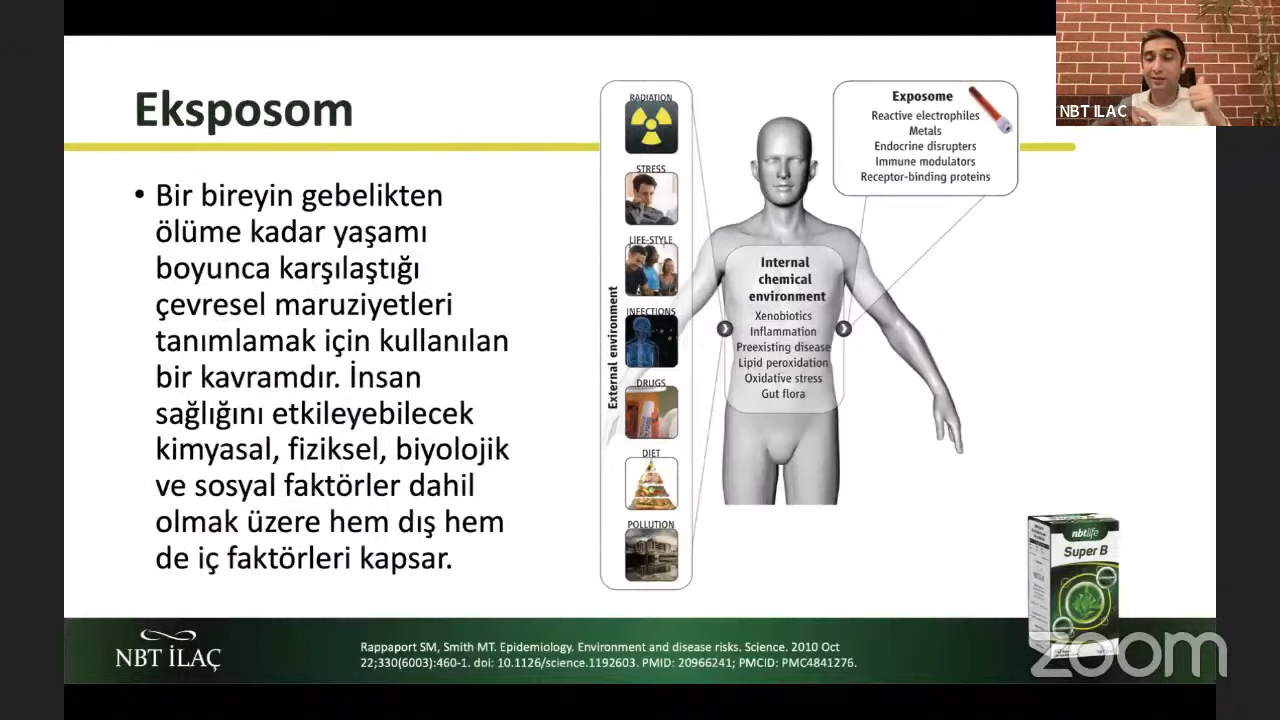 Eksposom
• Bir bireyin gebelikten
ölüme kadar yaşamı
boyunca karşılaştığı
çevresel maruziyetleri
tanımlamak için kullanılan
bir kavramdır. İnsan
sağlığını etkileyebilecek
kimyasal, fiziksel, biyolojik
ve sosyal faktörler dahil
olmak üzere hem dış hem
de iç faktörleri kapsar.
External environment
RADIATION
STRESS
LIFE-STYLE
INFECTIONS
DRUGS
DIET
POLLUTION
Internal
chemical
environment
Xenobiotics
Inflammation
Preexisting disease
Lipid peroxidation
Oxidative stress
Gut flora
Exposome
Reactive electrophiles
Metals
Endocrine disrupters
Immune modulators
Receptor-binding proteins
NBT ILAC
nbtlife
Super B
NBT İLAÇ
Rappaport SM, Smith MT. Epidemiology. Environment and disease risks. Science. 2010 Oct
22;330(6003):460-1. doi: 10.1126/science.1192603. PMID: 20966241; PMCID: PMC4841276.
zoom